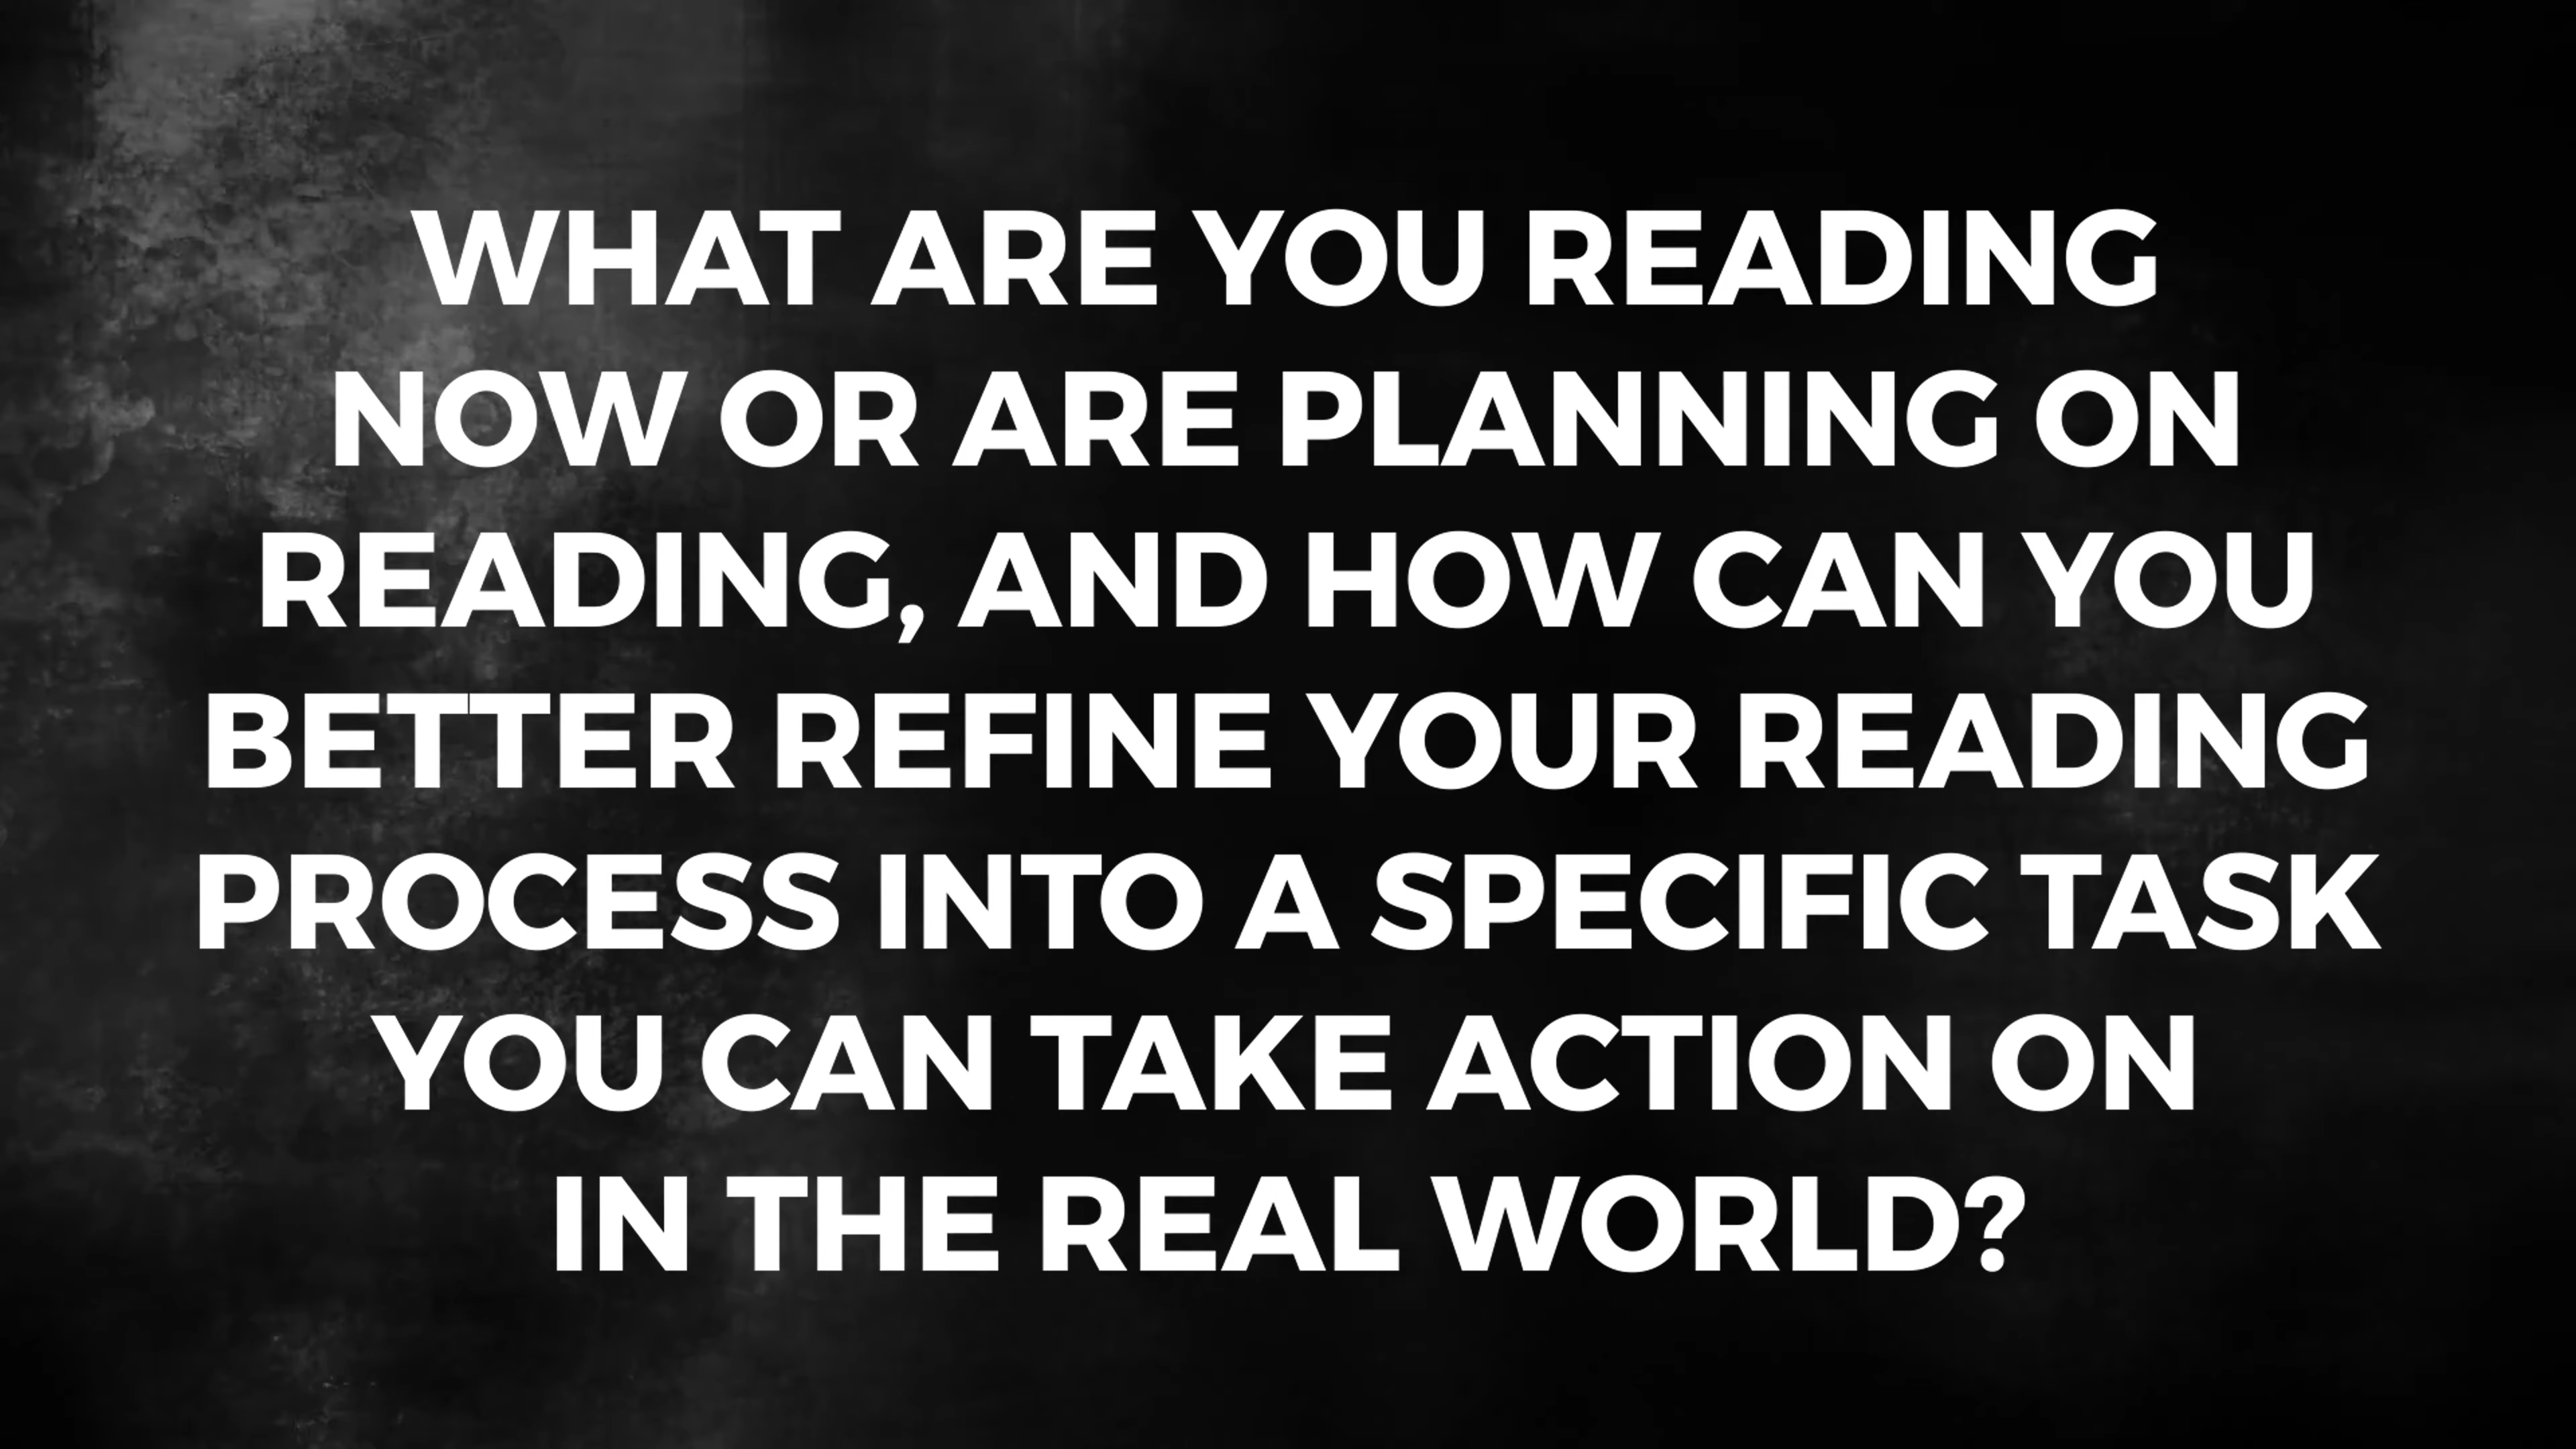 WHAT ARE YOU READING
NOW OR ARE PLANNING ON
READING, AND HOW CAN YOU
BETTER REFINE YOUR READING
PROCESS INTO A SPECIFIC TASK
YOU CAN TAKE ACTION ON
IN THE REAL WORLD?